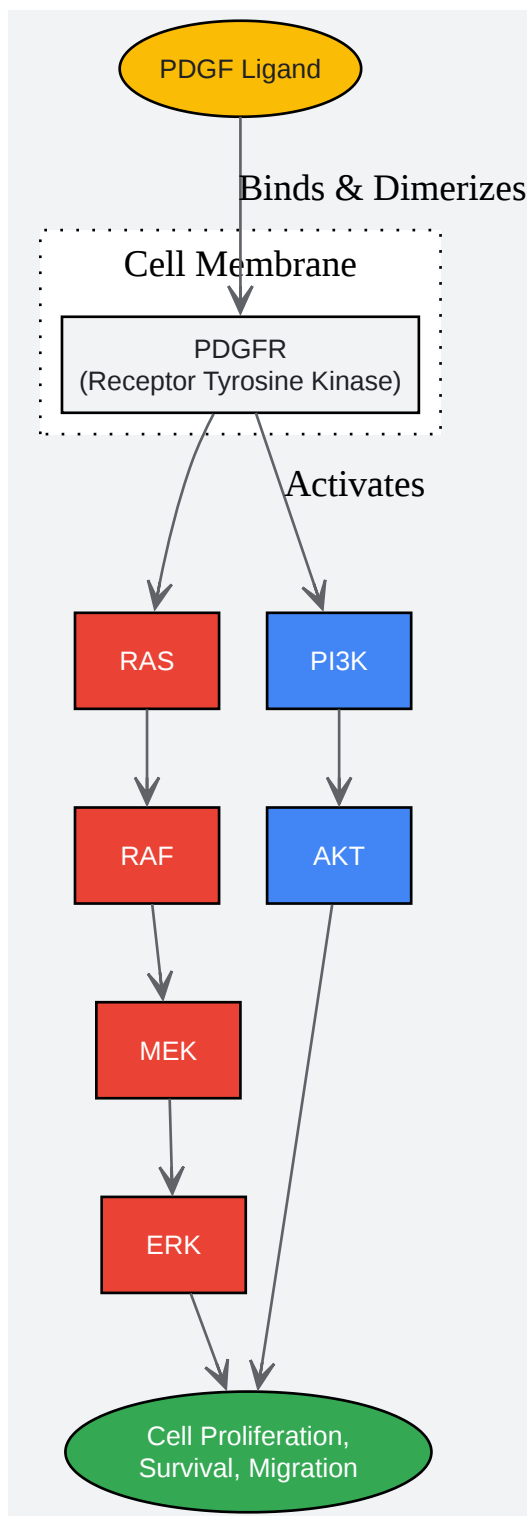 PDGF Ligand
Binds & Dimerizes
Cell Membrane
PDGFR
(Receptor Tyrosine Kinase)
Activates
RAS
PI3K
RAF
AKT
MEK
ERK
Cell Proliferation,
Survival, Migration